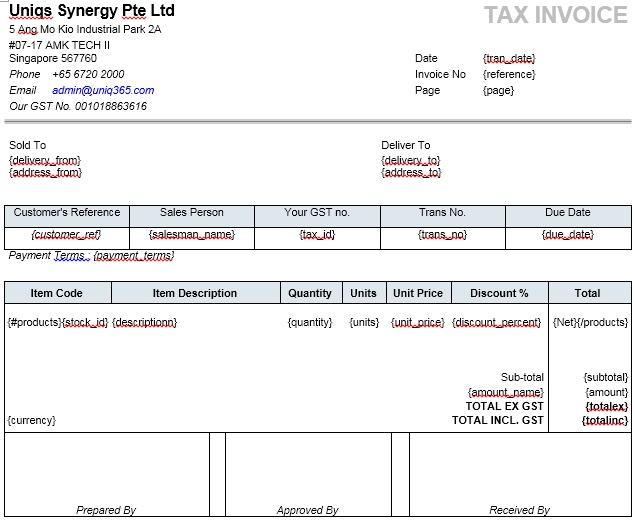 Uniqs Synergy Pte Ltd
TAX INVOICE
5 Ang Mo Kio Industrial Park 2A
#07-17 AMK TECH II
Singapore 567760
Date {tran_date}
Phone +65 6720 2000
Invoice No {reference}
Email admin@uniq365.com
Page {page}
Our GST No. 001018863616
Sold To
Deliver To
{delivery_from}
{delivery_to}
{address_from}
{address_to}
Customer's Reference Sales Person Your GST no. Trans No. Due Date
{customer_ref} {salesman_name} {tax_id} {trans_no} {due_date}
Payment Terms : {payment_terms}
Item Code Item Description Quantity Units Unit Price Discount % Total
{#products}{stock_id} {descriptionn} {quantity} {units} {unit_price} {discount_percent} {Net}{/products}
Sub-total {subtotal}
{amount_name} {amount}
TOTAL EX GST {totalex}
{currency} TOTAL INCL. GST {totalinc}
Prepared By Approved By Received By